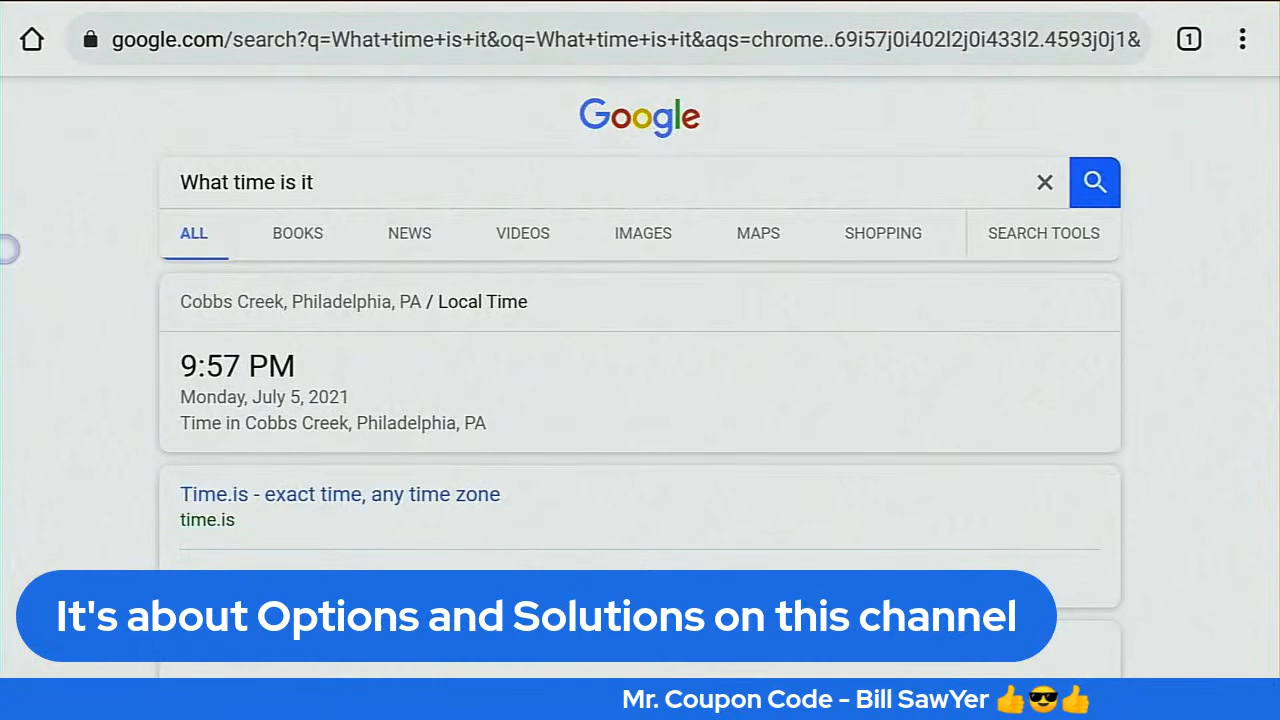 google.com/search?q=What+time+is+it&oq=What+time+is+it&aqs=chrome..69i57j0i402l2j0i433l2.4593j0j1&
1
Google
What time is it
ALL BOOKS NEWS VIDEOS IMAGES MAPS SHOPPING SEARCH TOOLS
Cobbs Creek, Philadelphia, PA / Local Time
9:57 PM
Monday, July 5, 2021
Time in Cobbs Creek, Philadelphia, PA
Time.is - exact time, any time zone
time.is
It's about Options and Solutions on this channel
Mr. Coupon Code - Bill SawYer 👍😎👍